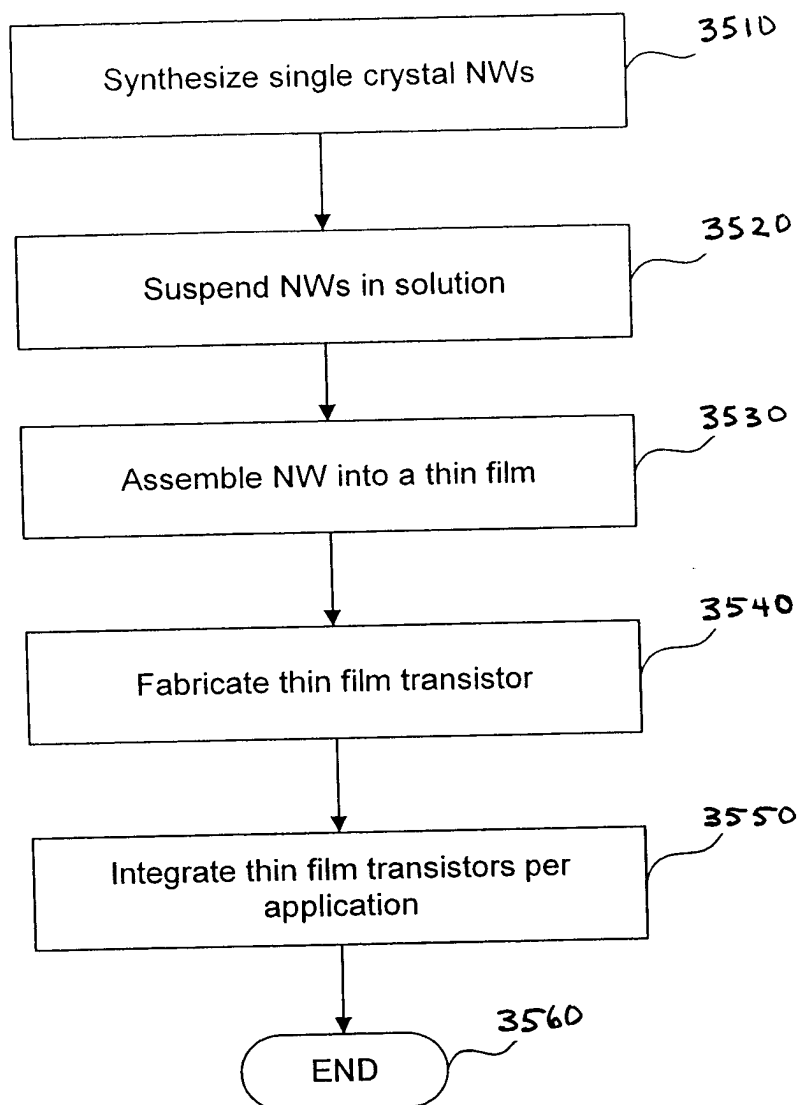 3510
Synthesize single crystal NWs
3520
Suspend NWs in solution
3530
Assemble NW into a thin film
3540
Fabricate thin film transistor
3550
Integrate thin film transistors per
application
3560
END